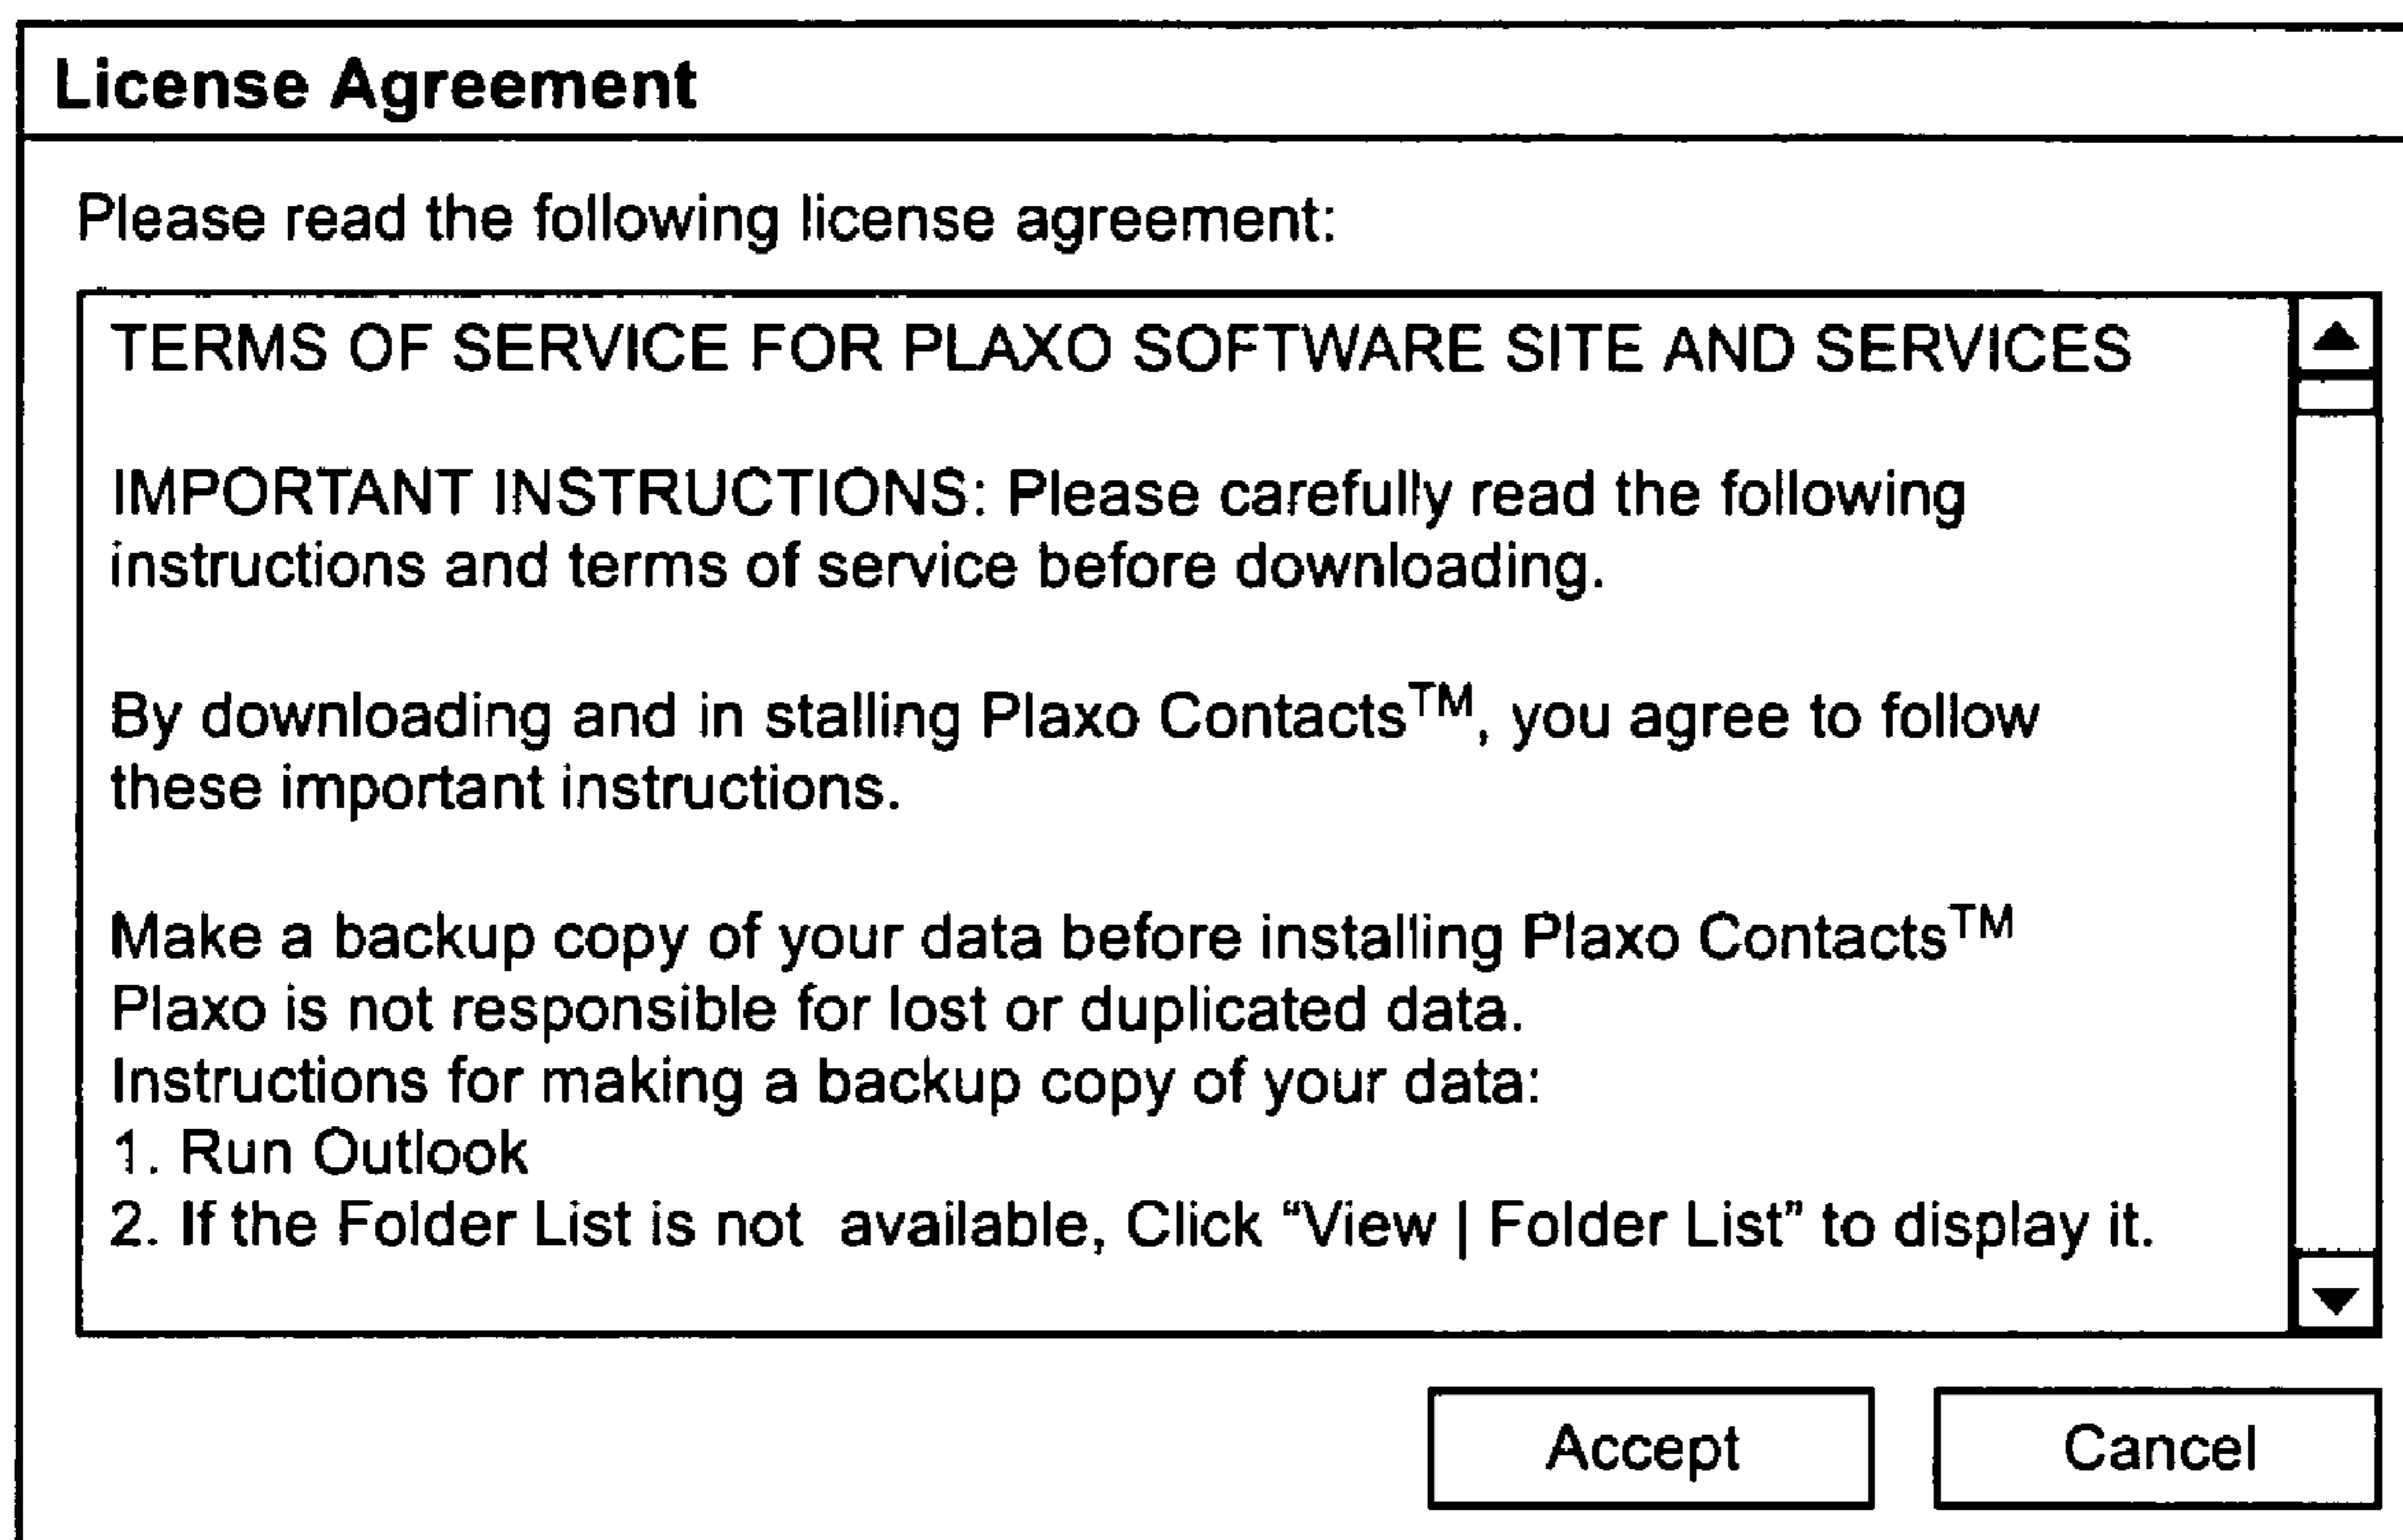 License Agreement
Please read the following license agreement:
TERMS OF SERVICE FOR PLAXO SOFTWARE SITE AND SERVICES
IMPORTANT INSTRUCTIONS: Please carefully read the following
instructions and terms of service before downloading.
By downloading and in stalling Plaxo Contacts™, you agree to follow
these important instructions.
Make a backup copy of your data before installing Plaxo Contacts™
Plaxo is not responsible for lost or duplicated data.
Instructions for making a backup copy of your data:
1. Run Outlook
2. If the Folder List is not  available, Click “View | Folder List” to display it.
Accept
Cancel